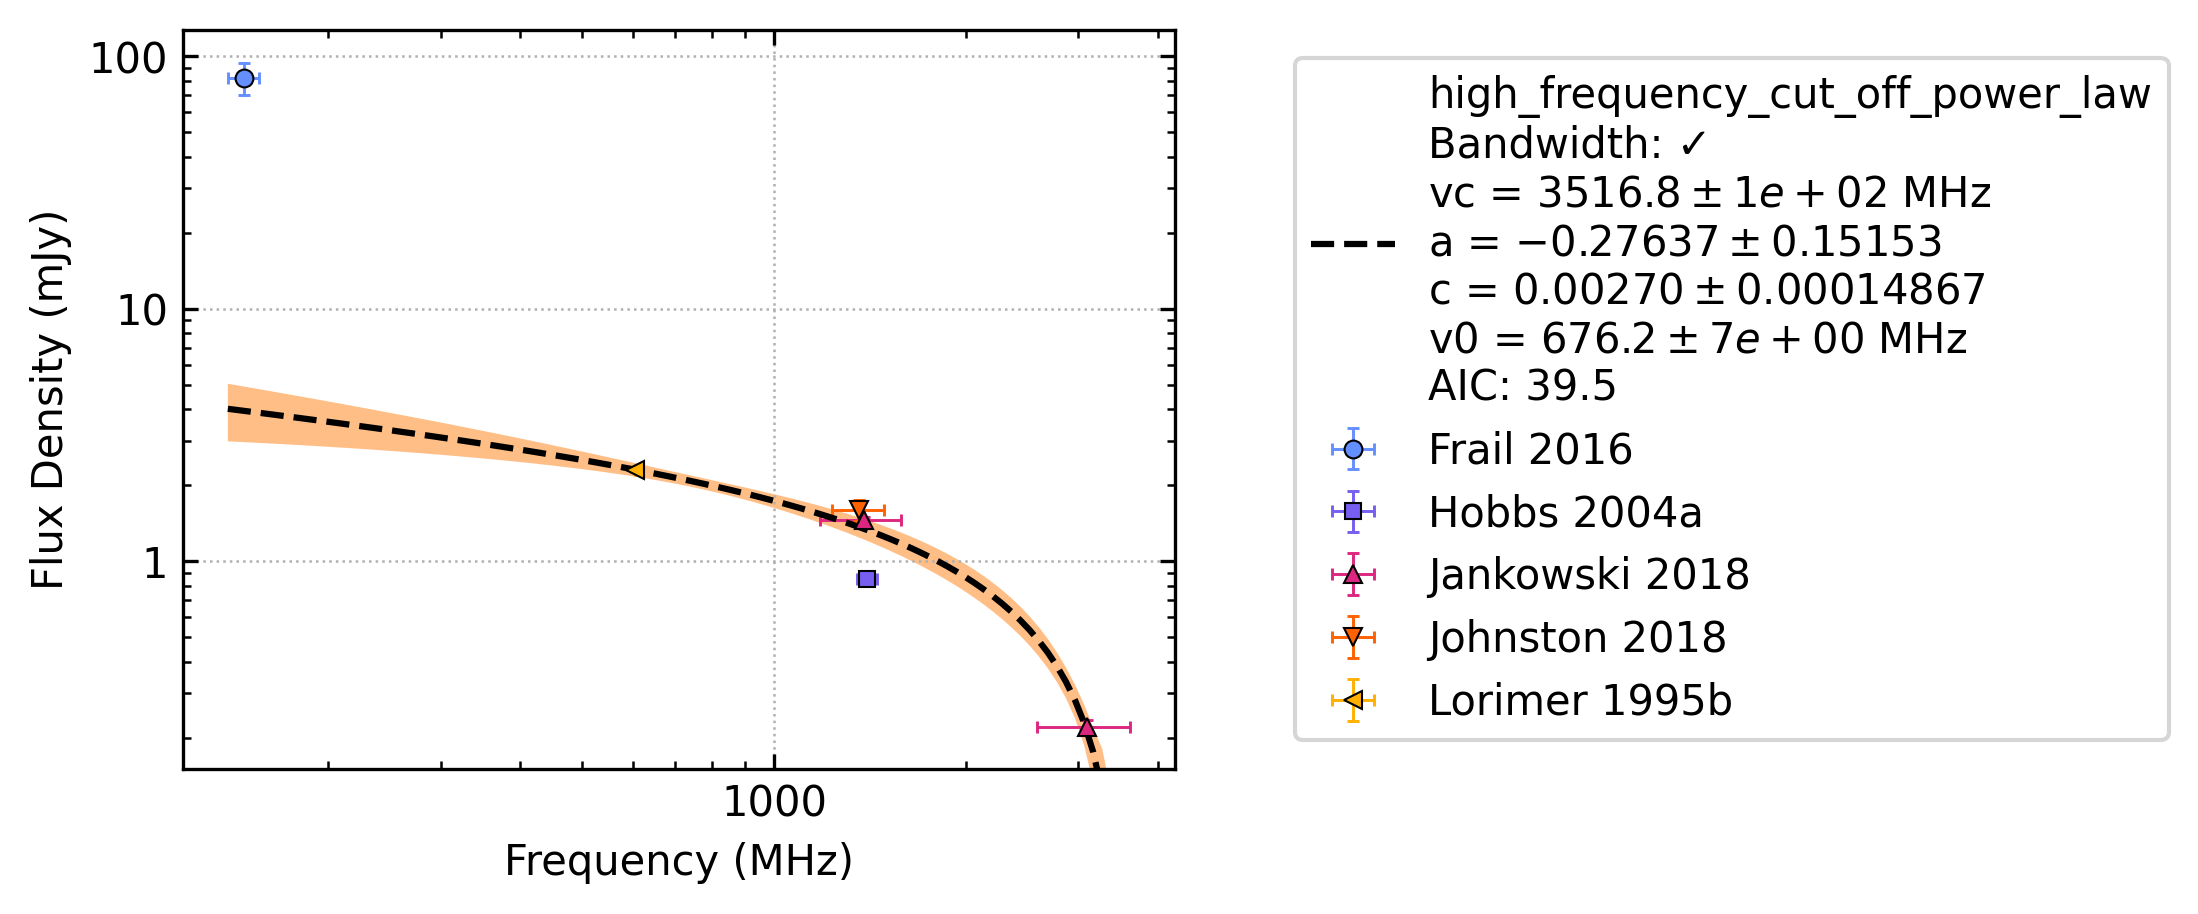 100
10
1
Flux Density (mJy)
1000
Frequency (MHz)
high_frequency_cut_off_power_law
Bandwidth: ✓
vc = 3516.8 ± 1e + 02 MHz
a = −0.27637 ± 0.15153
c = 0.00270 ± 0.00014867
v0 = 676.2 ± 7e + 00 MHz
AIC: 39.5
Frail 2016
Hobbs 2004a
Jankowski 2018
Johnston 2018
Lorimer 1995b